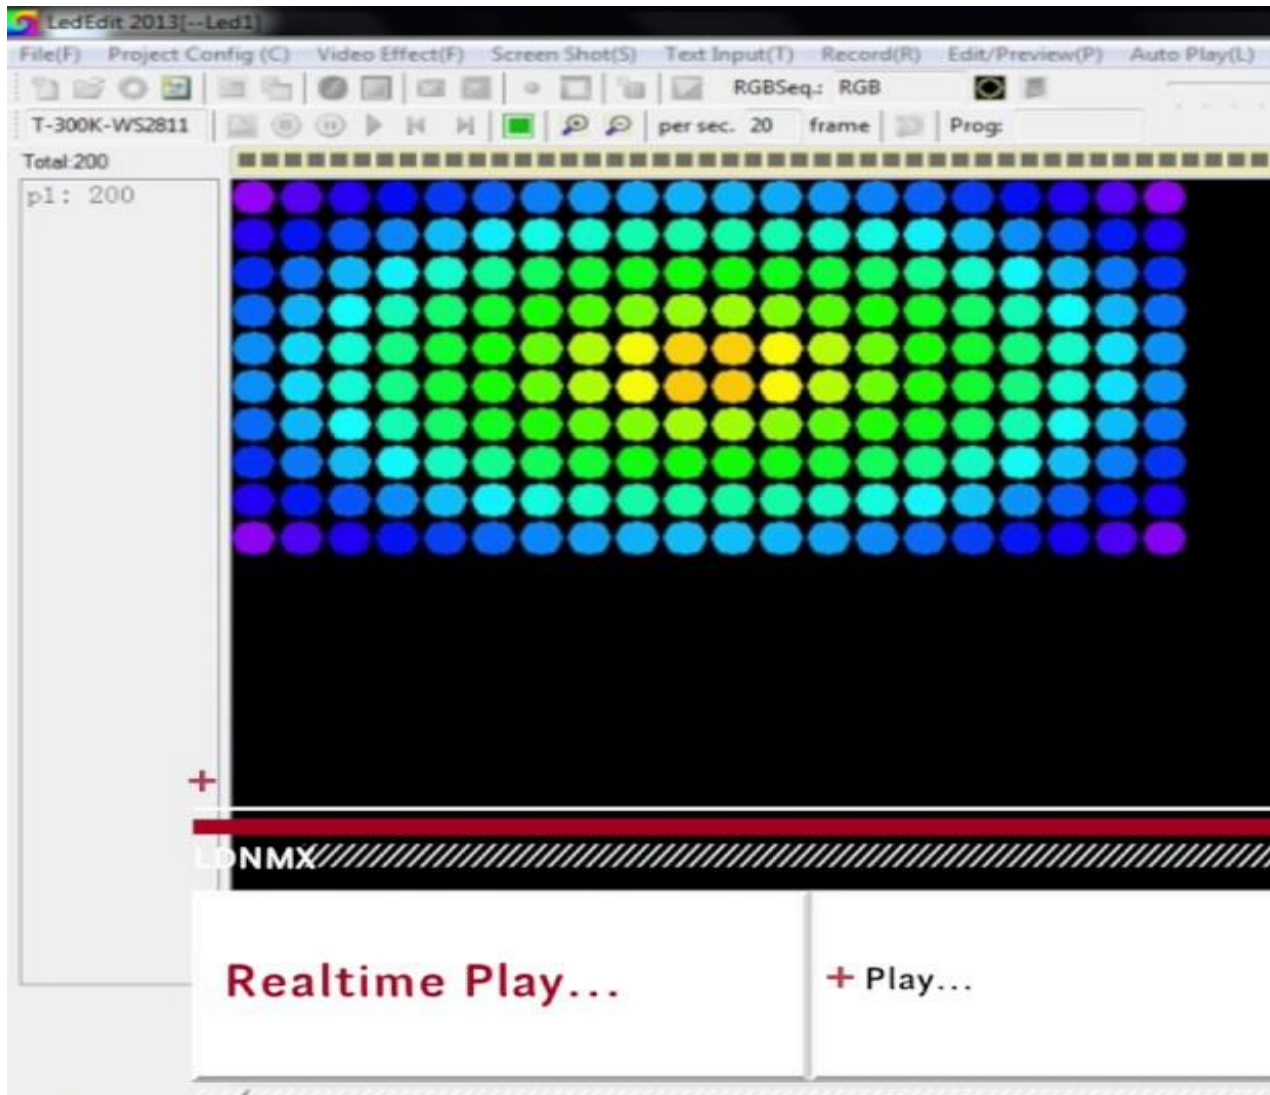 LedEdit 2013[--Led1]
File(F) Project Config (C) Video Effect(F) Screen Shot(S) Text Input(T) Record(R) Edit/Preview(P) Auto Play(L)
RGBSeq.: RGB
T-300K-WS2811 per sec. 20 frame Prog:
Total:200
p1: 200
LDNMX
Realtime Play...
+ Play...